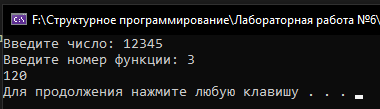 F:\Структурное программирование\Лабораторная работа №6\
Введите число: 12345
Введите номер функции: 3
120
Для продолжения нажмите любую клавишу . . .